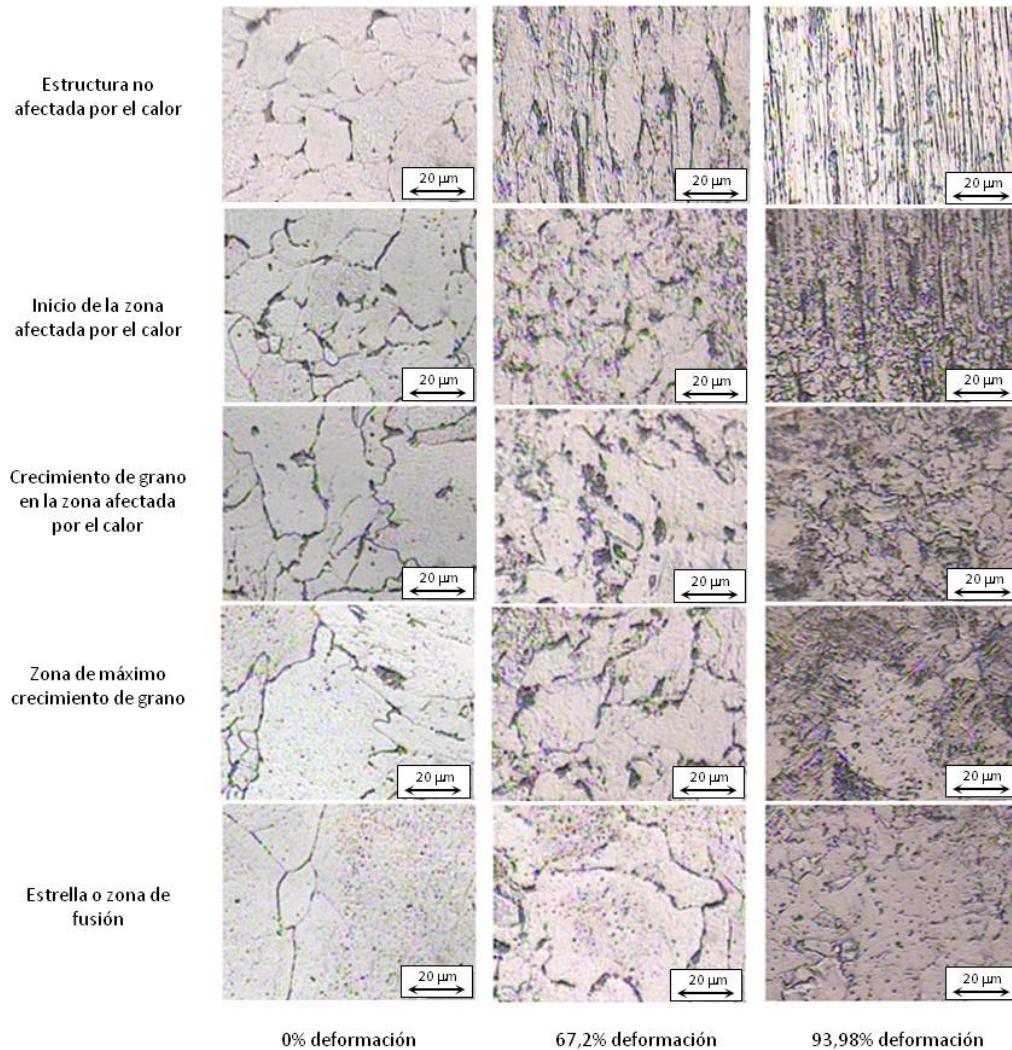 Estructura no
afectada por el calor
20 µm
20 µm
20 µm
Inicio de la zona
afectada por el calor
20 µm
20 µm
20 µm
Crecimiento de grano
en la zona afectada
por el calor
20 µm
20 µm
20 µm
Zona de máximo
crecimiento de grano
20 µm
20 µm
20 µm
Estrella o zona de
fusión
20 µm
20 µm
20 µm
0% deformación
67,2% deformación
93,98% deformación